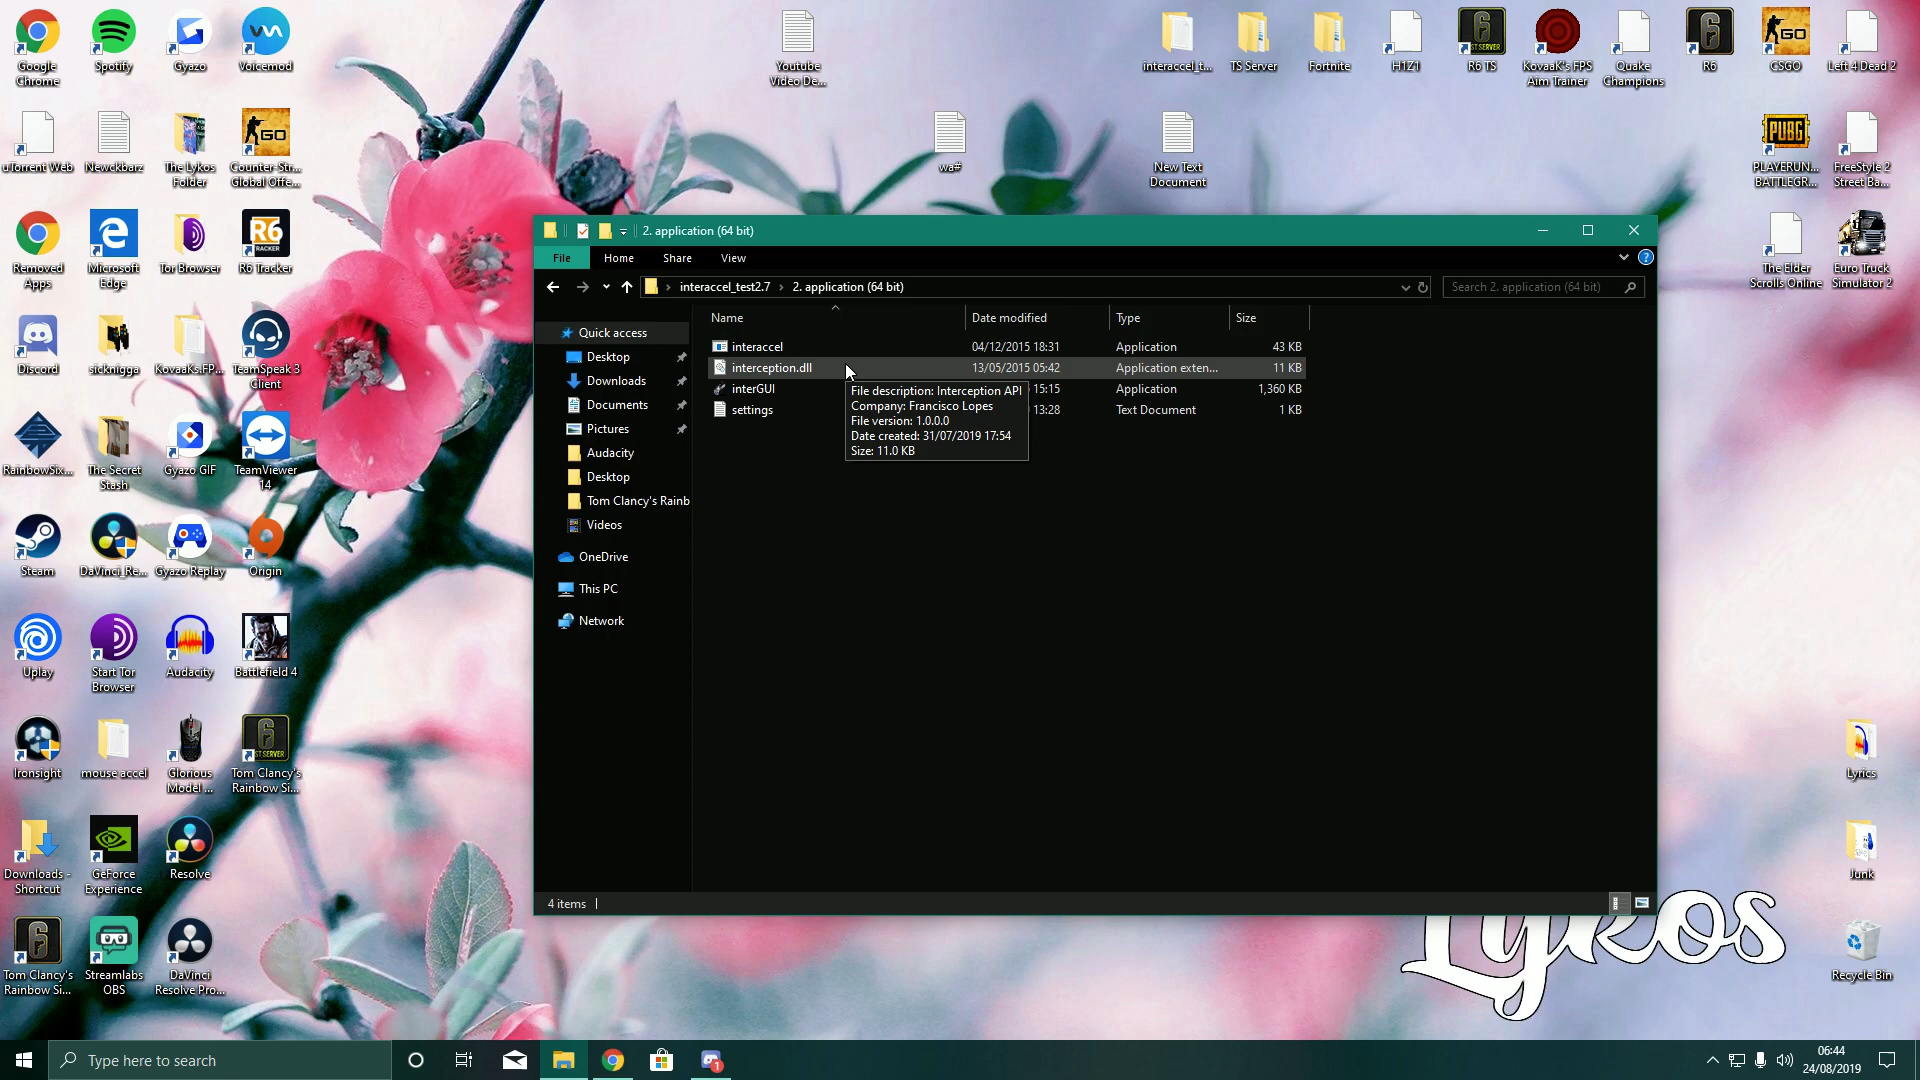 Google
Chrome
Spotify
Gyazo
Voicemod
Youtube
Video De...
interaccel_t...
TS Server
Fortnite
H1Z1
R6 TS
KovaaK's FPS
Aim Trainer
Quake
Champions
R6
CSGO
Left 4 Dead 2
uTorrent Web
Newckbarz
The Lykos
Folder
Counter-Str...
Global Offe...
wa#
New Text
Document
PLAYERUN...
BATTLEGR...
FreeStyle 2
Street Ba...
Removed
Apps
Microsoft
Edge
Tor Browser
R6 Tracker
The Elder
Scrolls Online
Euro Truck
Simulator 2
Discord
sicknigga
KovaaKs.FP...
TeamSpeak 3
Client
RainbowSix...
The Secret
Stash
Gyazo GIF
TeamViewer
14
Steam
DaVinci_Re...
Gyazo Replay
Origin
Uplay
Start Tor
Browser
Audacity
Battlefield 4
Ironsight
mouse accel
Glorious
Model ...
Tom Clancy's
Rainbow Si...
Downloads -
Shortcut
GeForce
Experience
Resolve
Tom Clancy's
Rainbow Si...
Streamlabs
OBS
DaVinci
Resolve Pro...
Lyrics
Junk
Recycle Bin
2. application (64 bit)
File Home Share View
interaccel_test2.7 › 2. application (64 bit)
Search 2. application (64 bit)
Name Date modified Type Size
Quick access
Desktop
Downloads
Documents
Pictures
Audacity
Desktop
Tom Clancy's Rainb
Videos
OneDrive
This PC
Network
interaccel 04/12/2015 18:31 Application 43 KB
interception.dll 13/05/2015 05:42 Application exten... 11 KB
interGUI 15:15 Application 1,360 KB
settings 13:28 Text Document 1 KB
File description: Interception API
Company: Francisco Lopes
File version: 1.0.0.0
Date created: 31/07/2019 17:54
Size: 11.0 KB
4 items
Lykos
Type here to search
06:44
24/08/2019